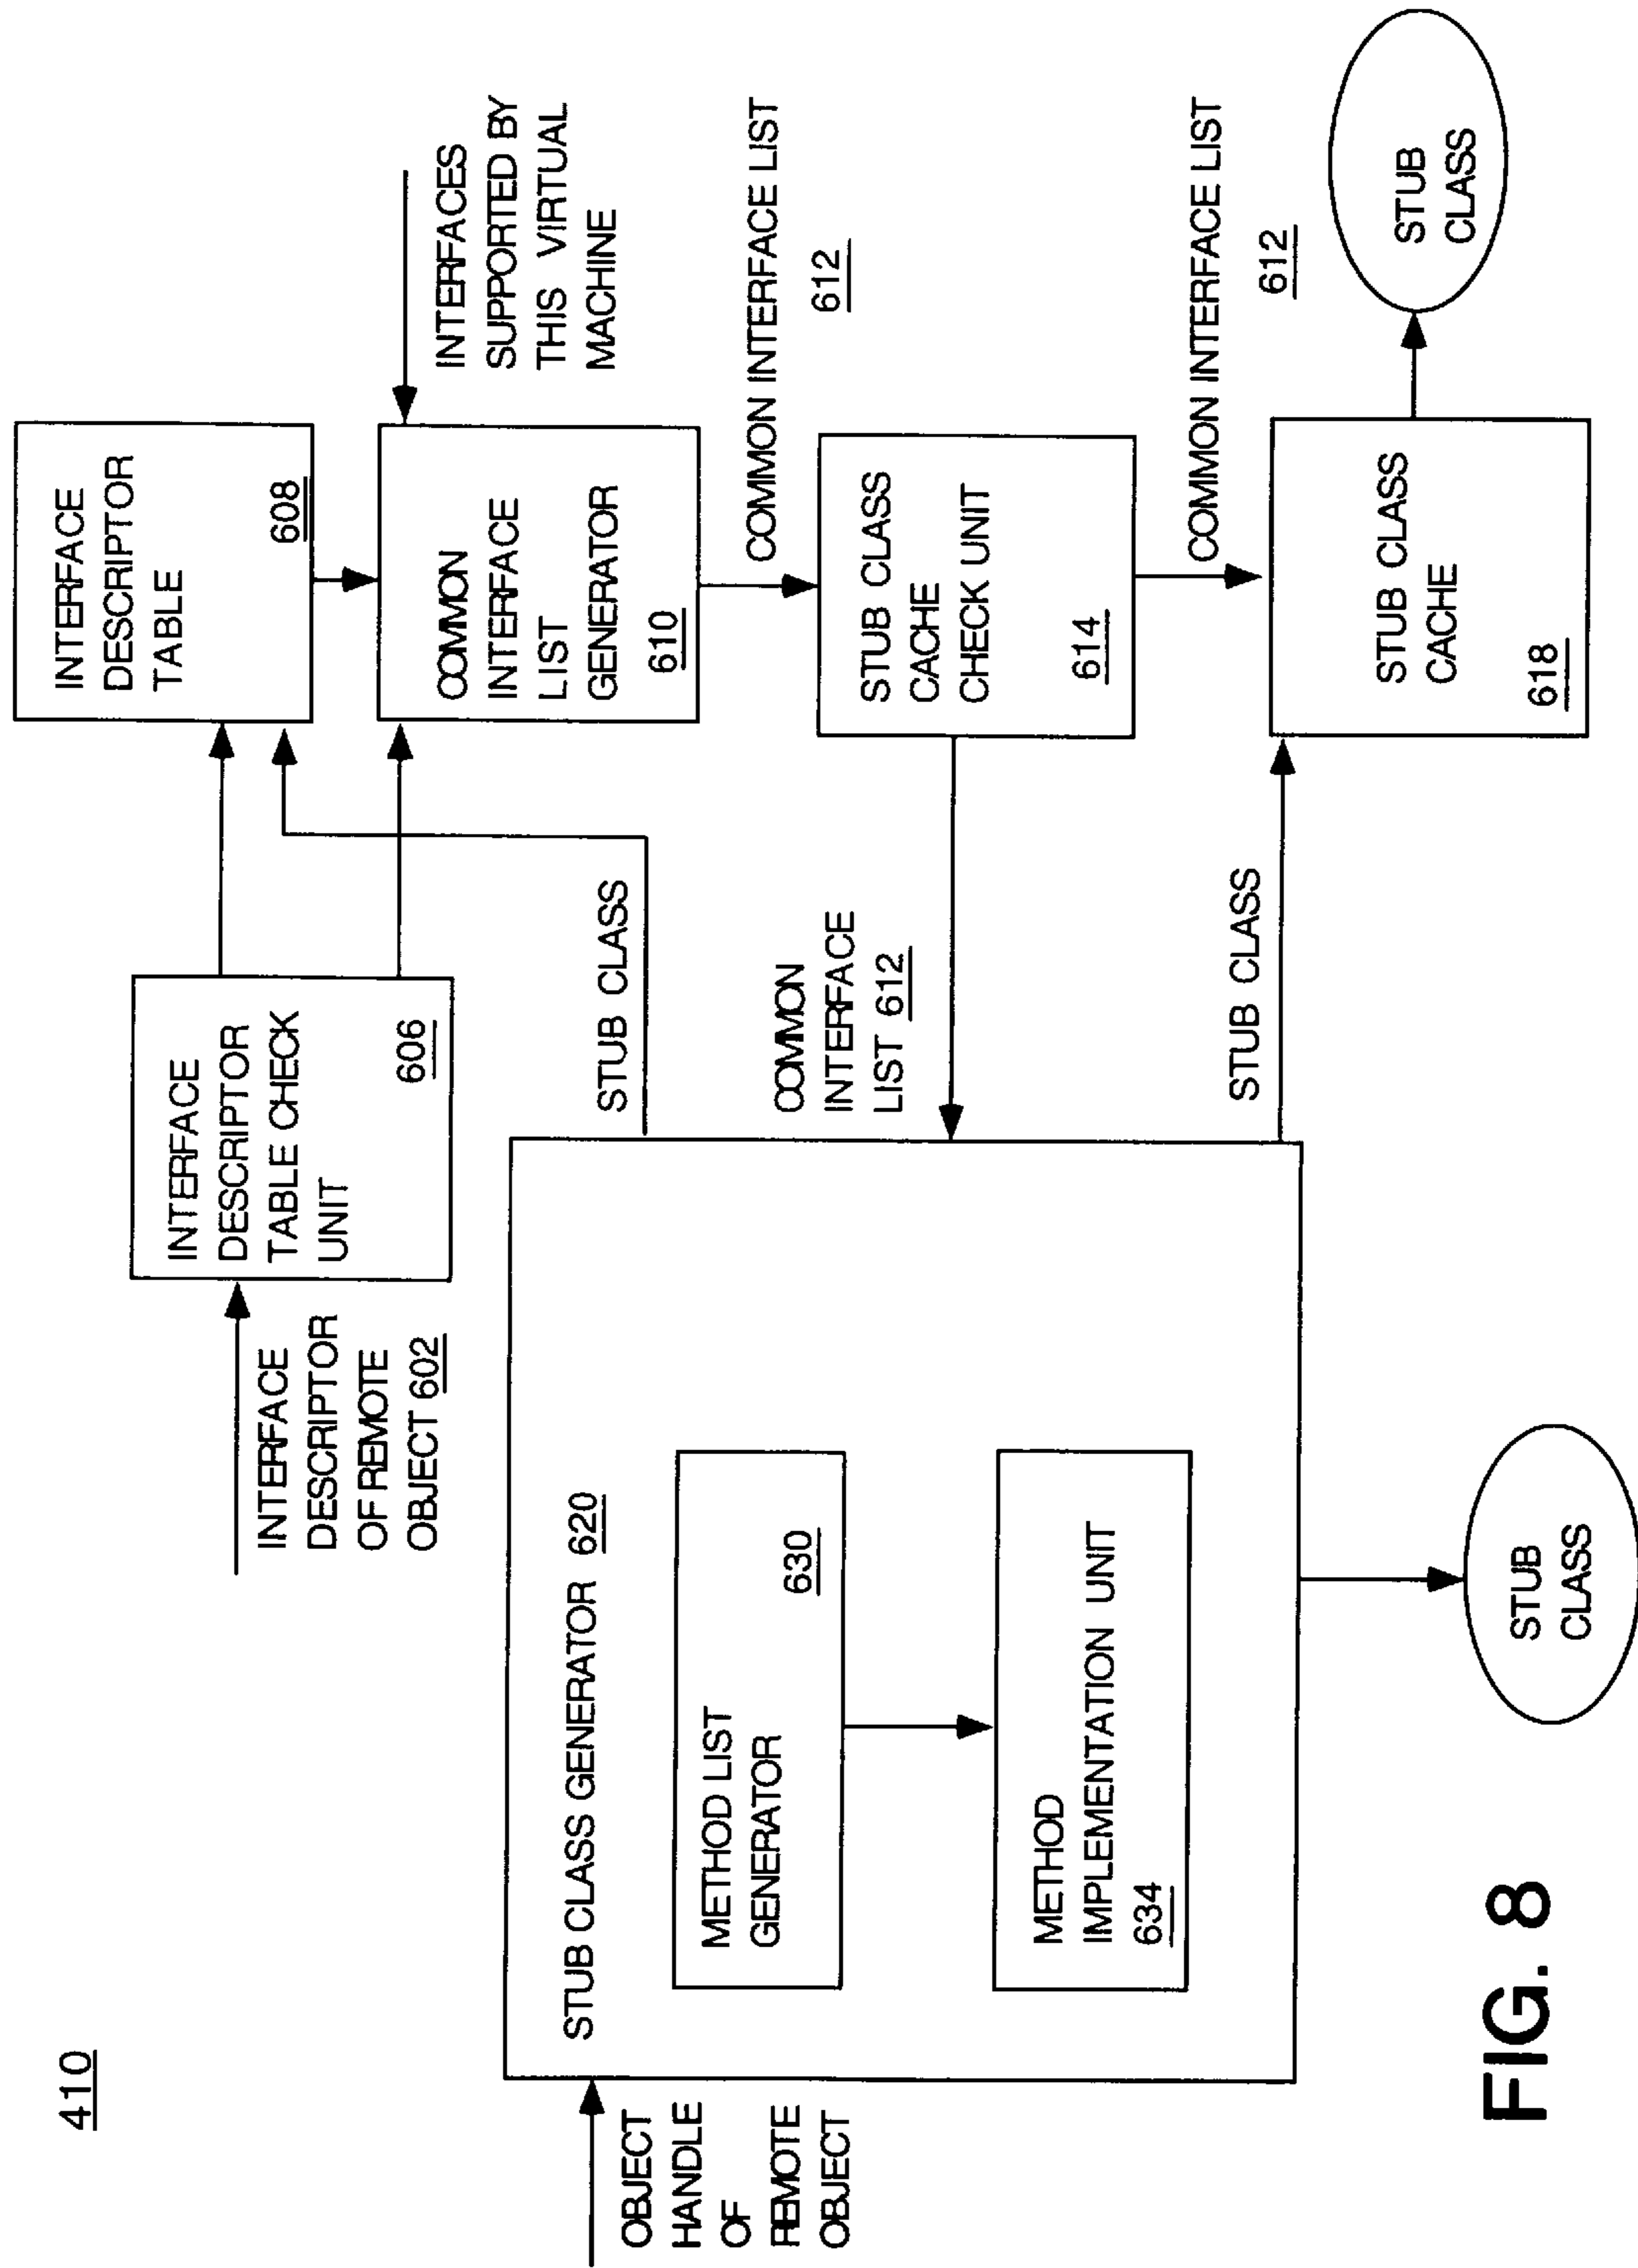 410
INTERFACE
DESCRIPTOR
OF REMOTE
OBJECT 602
INTERFACE
DESCRIPTOR
TABLE CHECK
UNIT
606
INTERFACE
DESCRIPTOR
TABLE
608
STUB CLASS
COMMON
INTERFACE
LIST
GENERATOR
610
INTERFACES
SUPPORTED BY
THIS VIRTUAL
MACHINE
COMMON INTERFACE LIST
612
OBJECT
HANDLE
OF
REMOTE
OBJECT
STUB CLASS GENERATOR 620
METHOD LIST
GENERATOR
630
METHOD
IMPLEMENTATION UNIT
634
COMMON
INTERFACE
LIST 612
STUB CLASS
CACHE
CHECK UNIT
614
COMMON INTERFACE LIST
612
STUB CLASS
STUB CLASS
CACHE
618
STUB
CLASS
STUB
CLASS
FIG. 8